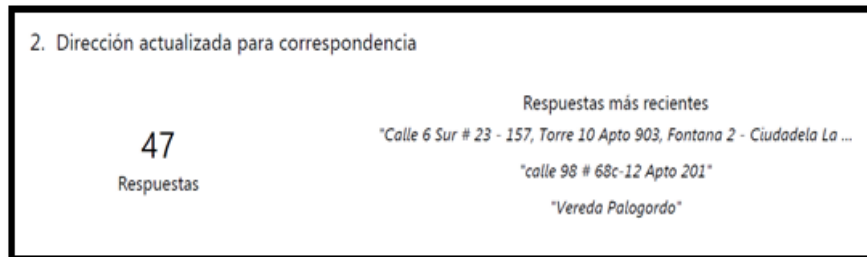 2. Dirección actualizada para correspondencia
Respuestas más recientes
47
Respuestas
"Calle 6 Sur # 23 - 157, Torre 10 Apto 903, Fontana 2 - Ciudadela La ...
"calle 98 # 68c-12 Apto 201"
"Vereda Palogordo"